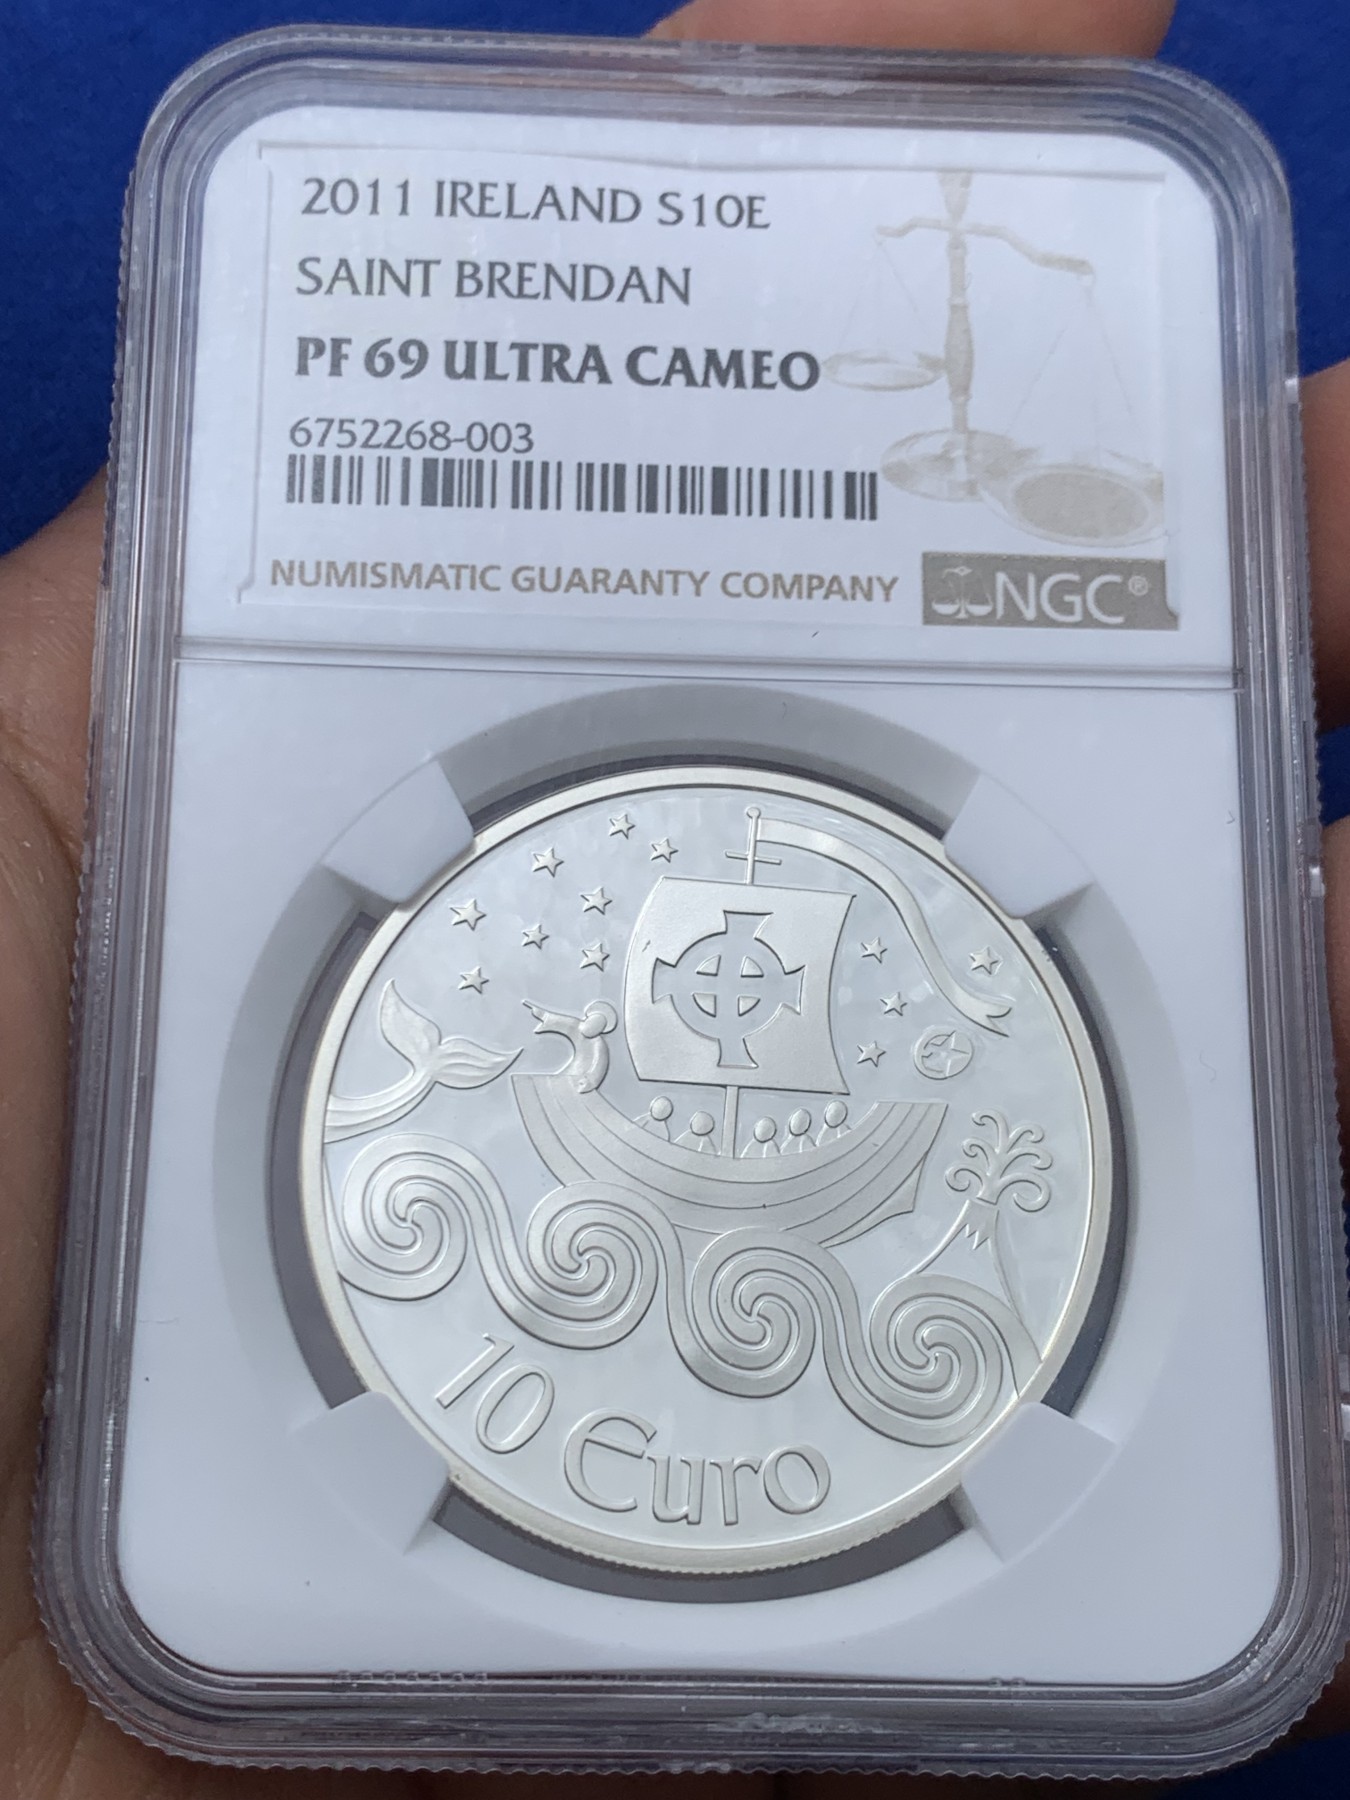 2011 IRELAND S10E
SAINT BRENDAN
PF 69 ULTRA CAMEO
6752268-003
NUMISMATIC GUARANTY COMPANY
NGC®
10 Euro